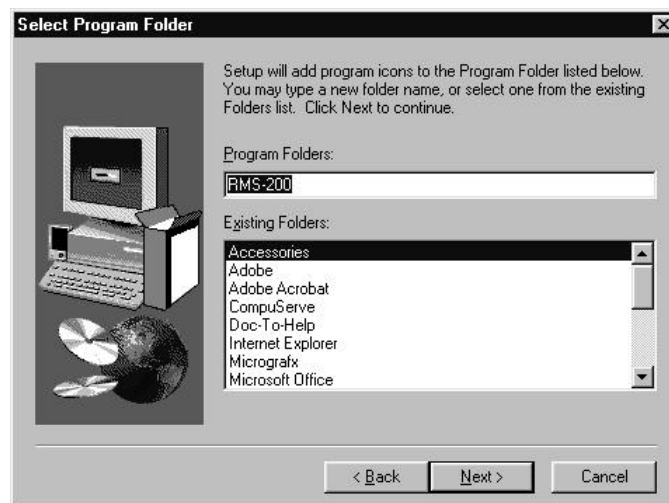 Select Program Folder
Setup will add program icons to the Program Folder listed below.
You may type a new folder name, or select one from the existing
Folders list. Click Next to continue.
Program Folders:
RMS-200
Existing Folders:
Accessories
Adobe
Adobe Acrobat
CompuServe
Doc-To-Help
Internet Explorer
Micrografx
Microsoft Office
< Back
Next >
Cancel